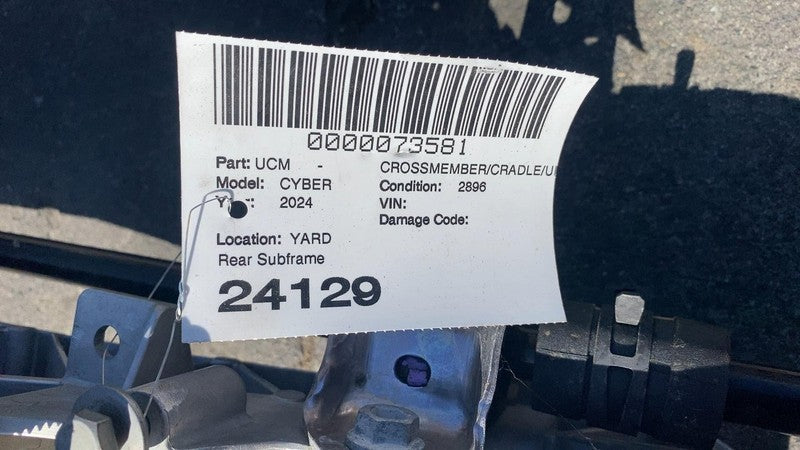 0000073581
Part: UCM - CROSSMEMBER/CRADLE/U
Model: CYBER Condition: 2896
2024 VIN:
Damage Code:
Location: YARD
Rear Subframe
24129